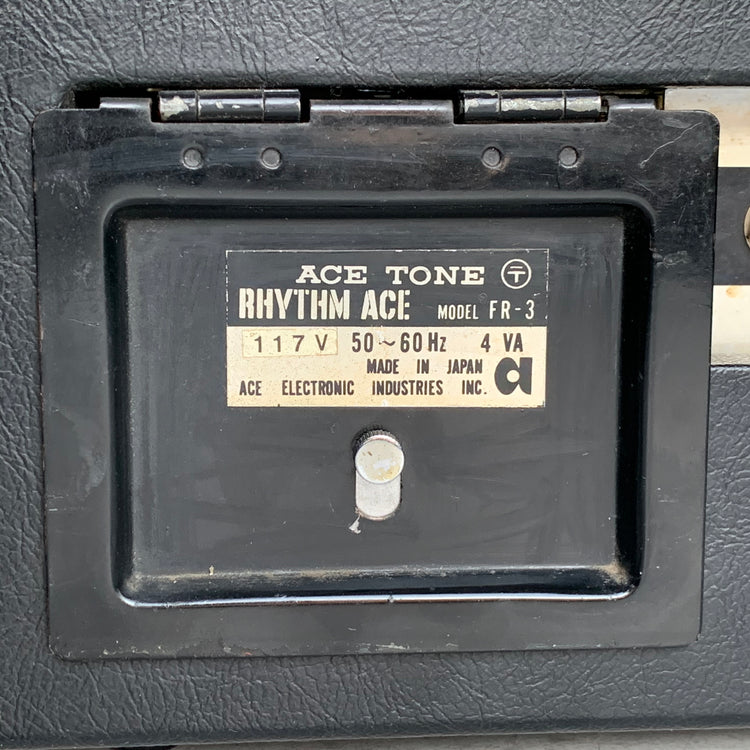 ACE TONE 〒
RHYTHM ACE MODEL FR-3
117V 50~60Hz 4 VA
MADE IN JAPAN
ACE ELECTRONIC INDUSTRIES INC. a